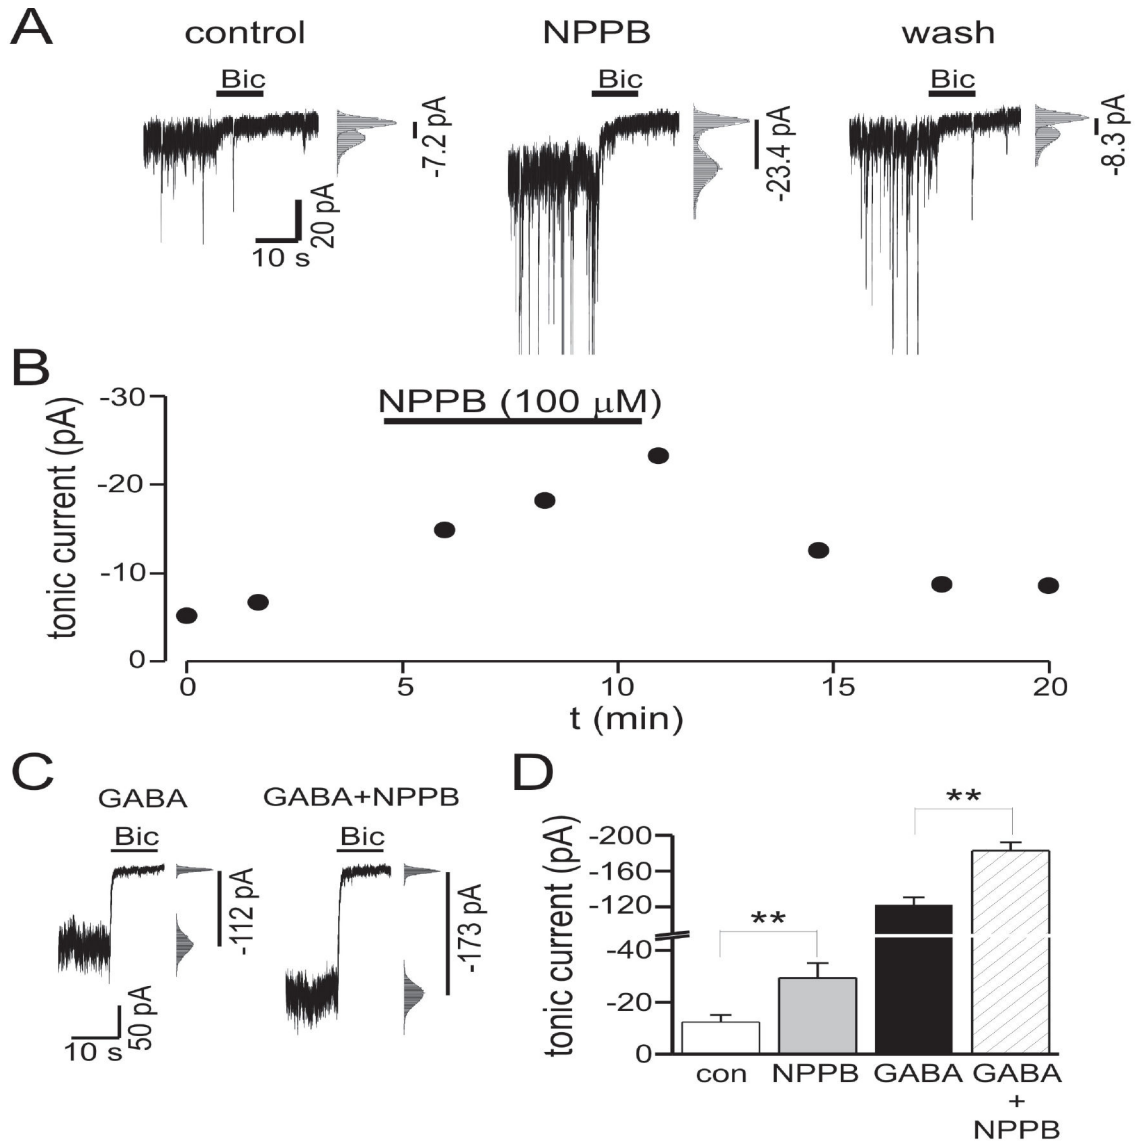 A
control
NPPB
wash
Bic
Bic
Bic
-7.2 pA
-23.4 pA
-8.3 pA
20 pA
10 s
B
NPPB (100 μM)
tonic current (pA)
-30
-20
-10
0
0
5
10
15
20
t (min)
C
GABA
GABA+NPPB
Bic
Bic
-112 pA
-173 pA
50 pA
10 s
D
**
**
tonic current (pA)
-200
-160
-120
-40
-20
0
con
NPPB
GABA
GABA
+
NPPB